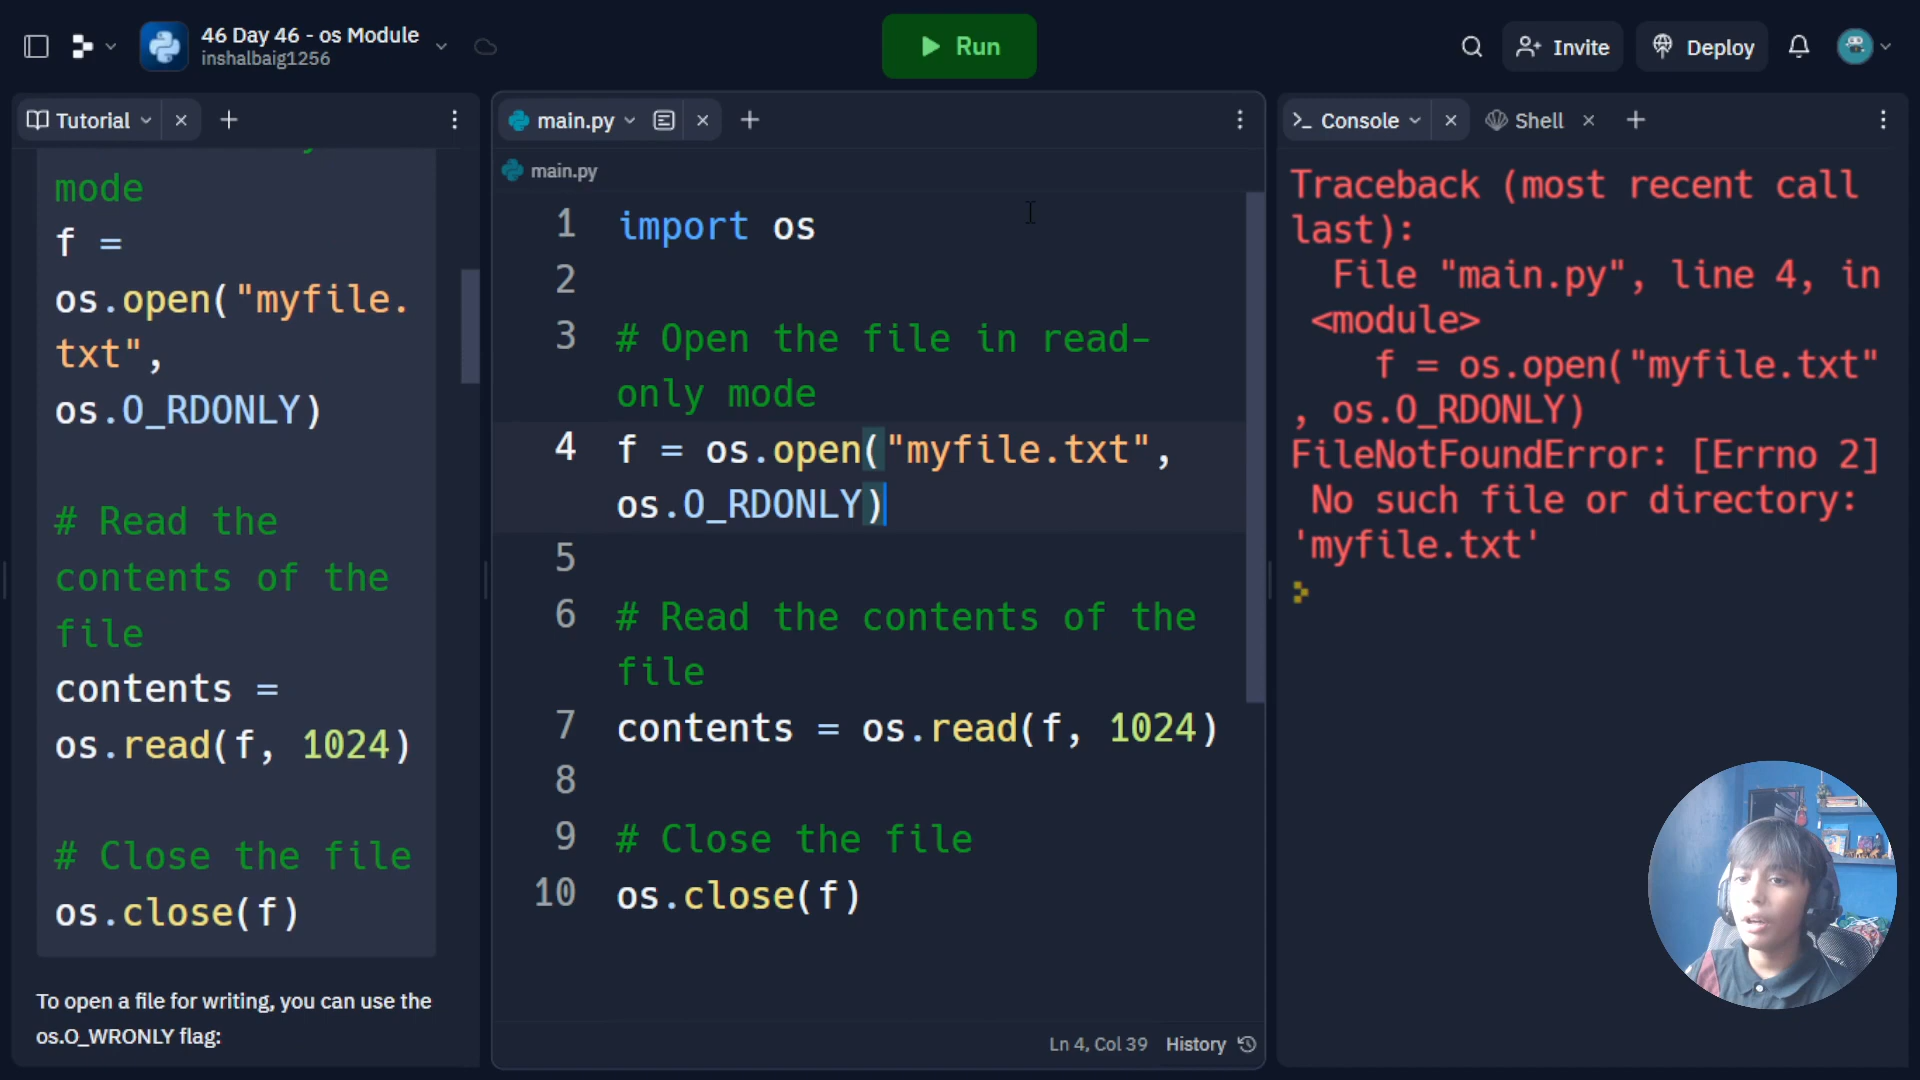 46 Day 46 - os Module
inshalbaig1256
Run
Invite
Deploy
Tutorial
mode
f =
os.open("myfile.
txt",
os.O_RDONLY)
# Read the
contents of the
file
contents =
os.read(f, 1024)
# Close the file
os.close(f)
To open a file for writing, you can use the
os.O_WRONLY flag:
main.py
main.py
1 import os
2
3 # Open the file in read-
only mode
4 f = os.open("myfile.txt",
os.O_RDONLY)
5
6 # Read the contents of the
file
7 contents = os.read(f, 1024)
8
9 # Close the file
10 os.close(f)
Ln 4, Col 39 History
Console
Shell
Traceback (most recent call
last):
File "main.py", line 4, in
<module>
f = os.open("myfile.txt"
, os.O_RDONLY)
FileNotFoundError: [Errno 2]
No such file or directory:
'myfile.txt'